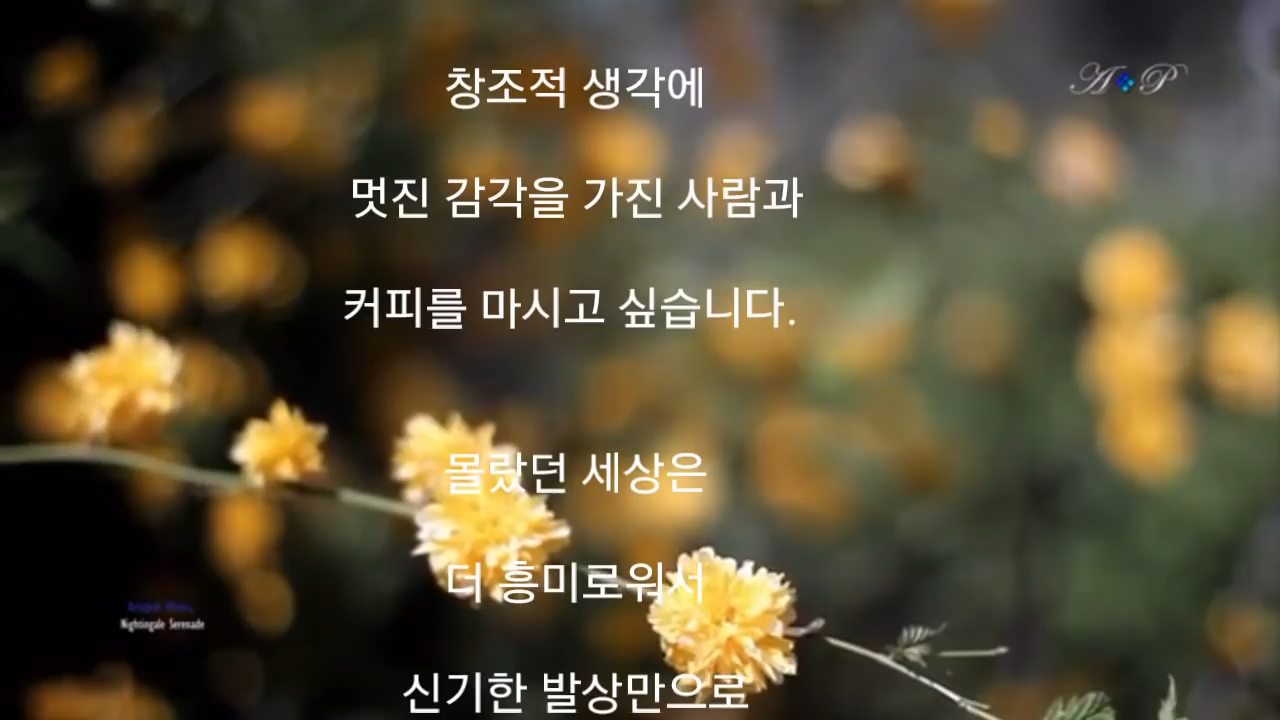 A P
창조적 생각에
멋진 감각을 가진 사람과
커피를 마시고 싶습니다.
몰랐던 세상은
더 흥미로워서
Nightingale Serenade
신기한 발상만으로